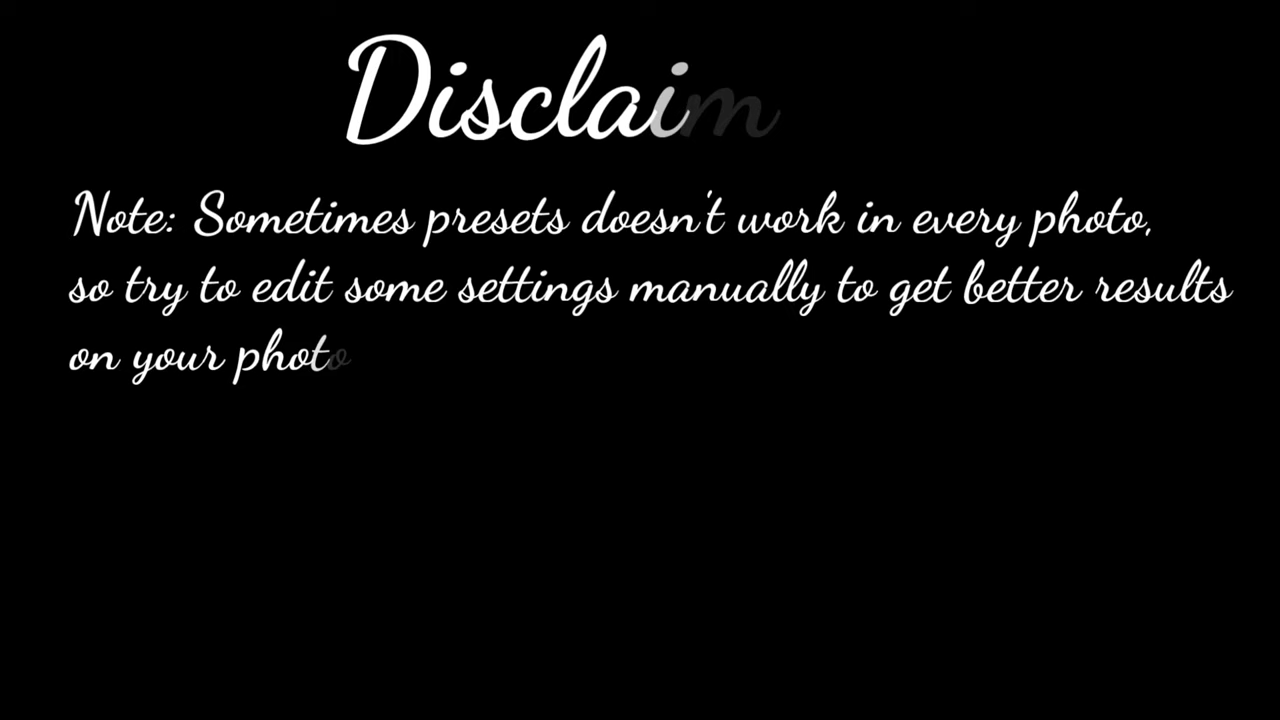 Disclaim
Note: Sometimes presets doesn't work in every photo,
so try to edit some settings manually to get better results
on your photo